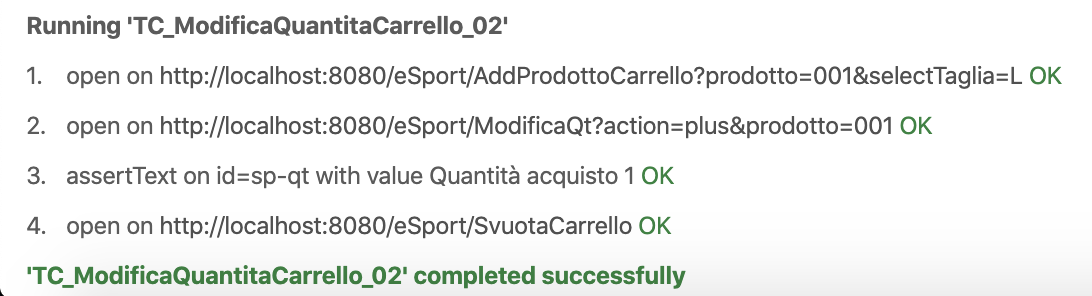 Running 'TC_ModificaQuantitaCarrello_02'
1. open on http://localhost:8080/eSport/AddProdottoCarrello?prodotto=001&selectTaglia=L OK
2. open on http://localhost:8080/eSport/ModificaQt?action=plus&prodotto=001 OK
3. assertText on id=sp-qt with value Quantità acquisto 1 OK
4. open on http://localhost:8080/eSport/SvuotaCarrello OK
'TC_ModificaQuantitaCarrello_02' completed successfully